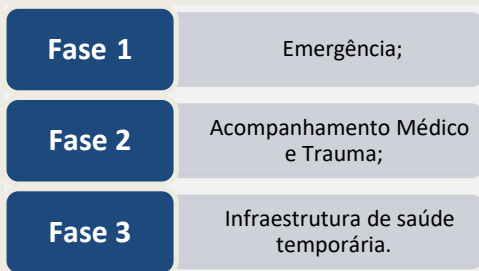 Fase 1
Emergência;
Fase 2
Acompanhamento Médico
e Trauma;
Fase 3
Infraestrutura de saúde
temporária.